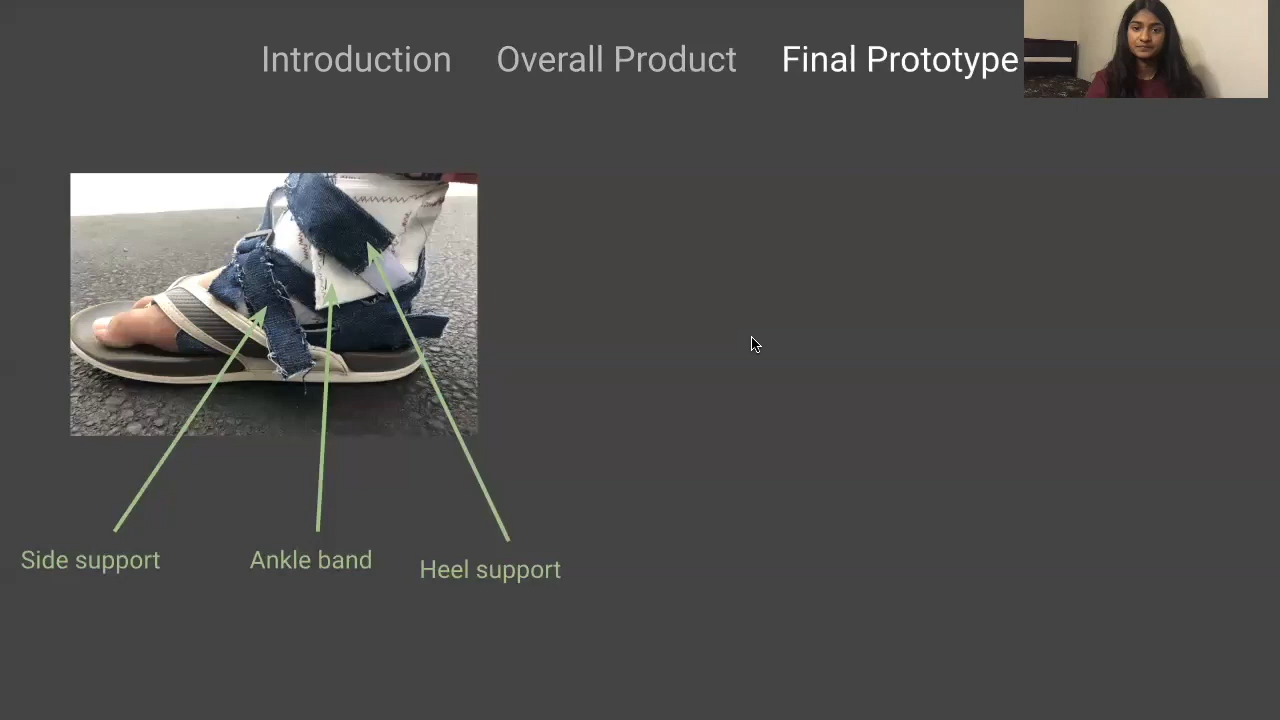 Introduction Overall Product Final Prototype
Side support
Ankle band
Heel support